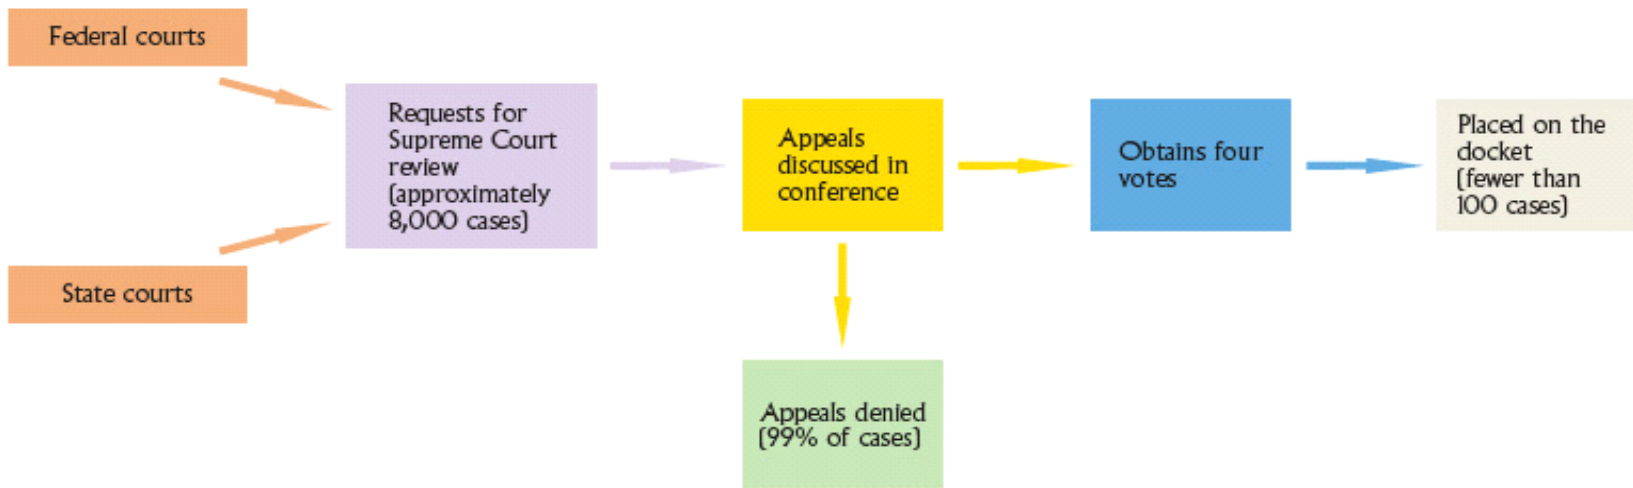 Federal courts
State courts
Requests for
Supreme Court
review
(approximately
8,000 cases)
Appeals
discussed in
conference
Appeals denied
(99% of cases)
Obtains four
votes
Placed on the
docket
(fewer than
100 cases)